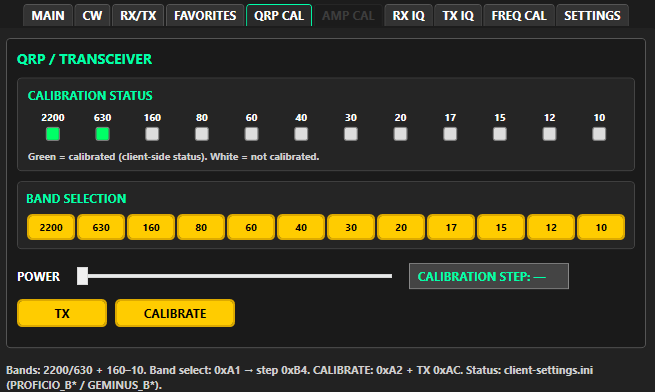 MAIN CW RX/TX FAVORITES QRP CAL AMP CAL RX IQ TX IQ FREQ CAL SETTINGS
QRP / TRANSCEIVER
CALIBRATION STATUS
2200 630 160 80 60 40 30 20 17 15 12 10
Green = calibrated (client-side status). White = not calibrated.
BAND SELECTION
2200 630 160 80 60 40 30 20 17 15 12 10
POWER CALIBRATION STEP: —
TX CALIBRATE
Bands: 2200/630 + 160–10. Band select: 0xA1 → step 0xB4. CALIBRATE: 0xA2 + TX 0xAC. Status: client-settings.ini
(PROFICIO_B* / GEMINUS_B*).